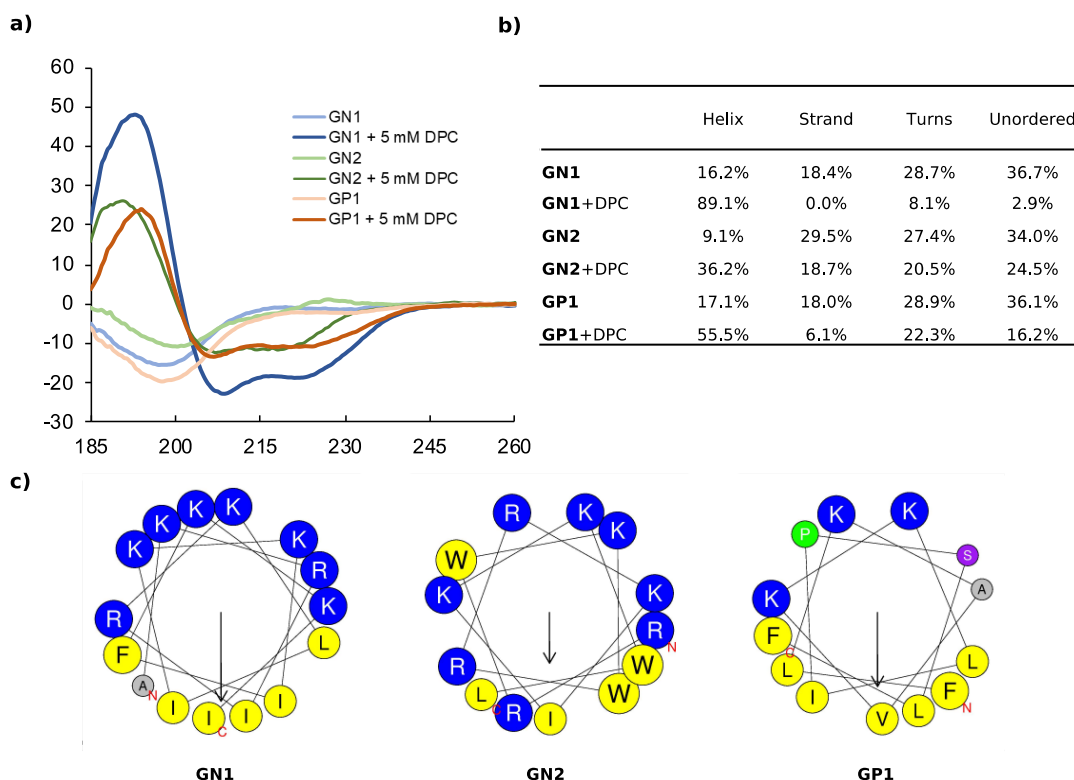 a)
60
50
40
30
20
10
0
-10
-20
-30
185 200 215 230 245 260
GN1
GN1 + 5 mM DPC
GN2
GN2 + 5 mM DPC
GP1
GP1 + 5 mM DPC
b)
Helix Strand Turns Unordered
GN1 16.2% 18.4% 28.7% 36.7%
GN1+DPC 89.1% 0.0% 8.1% 2.9%
GN2 9.1% 29.5% 27.4% 34.0%
GN2+DPC 36.2% 18.7% 20.5% 24.5%
GP1 17.1% 18.0% 28.9% 36.1%
GP1+DPC 55.5% 6.1% 22.3% 16.2%
c)
K K K K K R K R F L A N I I C I I
GN1
R K K W K K R N R W W L C R I
GN2
K K P S A K F C L L I F N V L
GP1